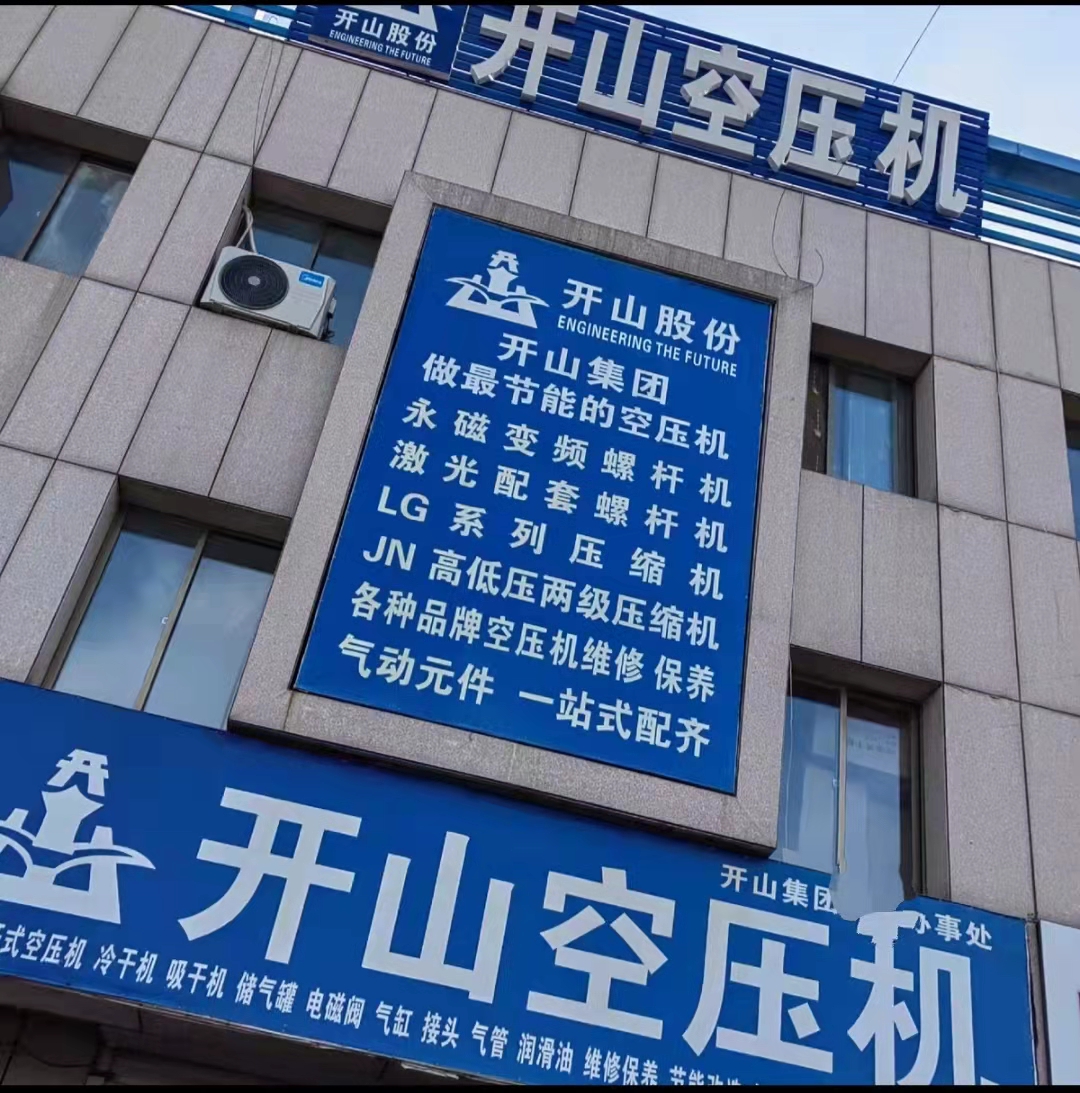 开山股份
ENGINEERING THE FUTURE
开山空压机
开山股份
ENGINEERING THE FUTURE
开山集团
做最节能的空压机
永磁变频螺杆机
激光配套螺杆机
LG系列压缩机
JN高低压两级压缩机
各种品牌空压机维修 保养
气动元件 一站式配齐
开山集团
办事处
开山空压机
式空压机 冷干机 吸干机 储气罐 电磁阀 气缸 接头 气管 润滑油 维修保养 节能改造